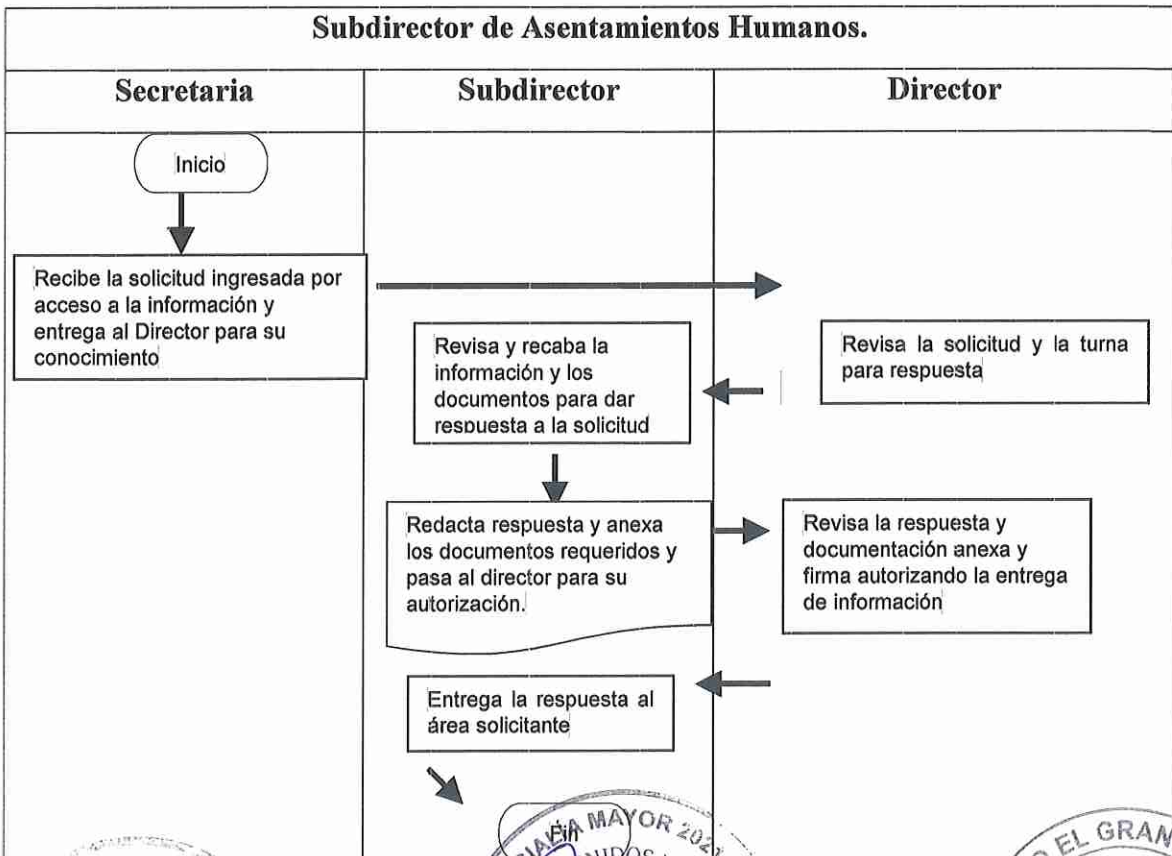 Subdirector de Asentamientos Humanos.
Secretaria
Subdirector
Director
Inicio
Recibe la solicitud ingresada por
acceso a la información y
entrega al Director para su
conocimiento
Revisa la solicitud y la turna
para respuesta
Revisa y recaba la
información y los
documentos para dar
respuesta a la solicitud
Redacta respuesta y anexa
los documentos requeridos y
pasa al director para su
autorización.
Revisa la respuesta y
documentación anexa y
firma autorizando la entrega
de información
Entrega la respuesta al
área solicitante
Fin
MAYOR
EL GRAN